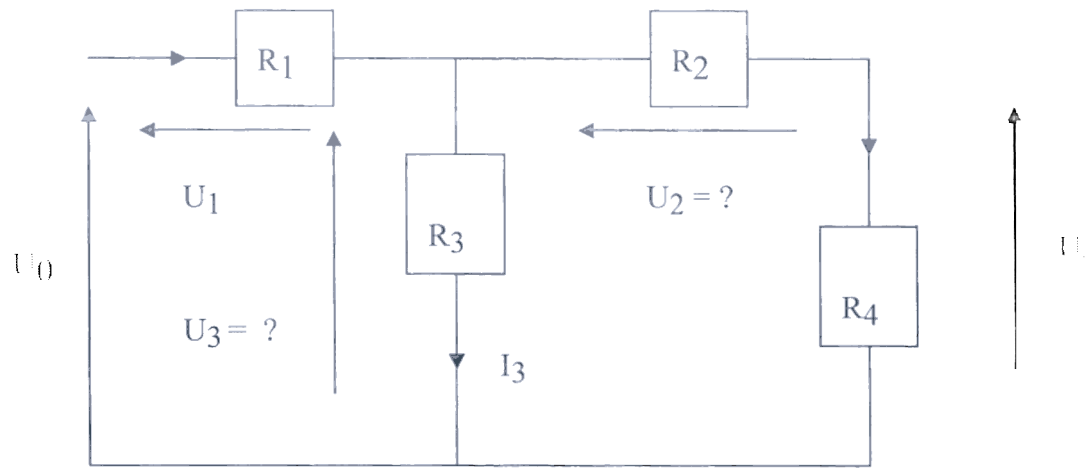 R1
R2
U1
U2 = ?
R3
U0
U3 = ?
R4
I3